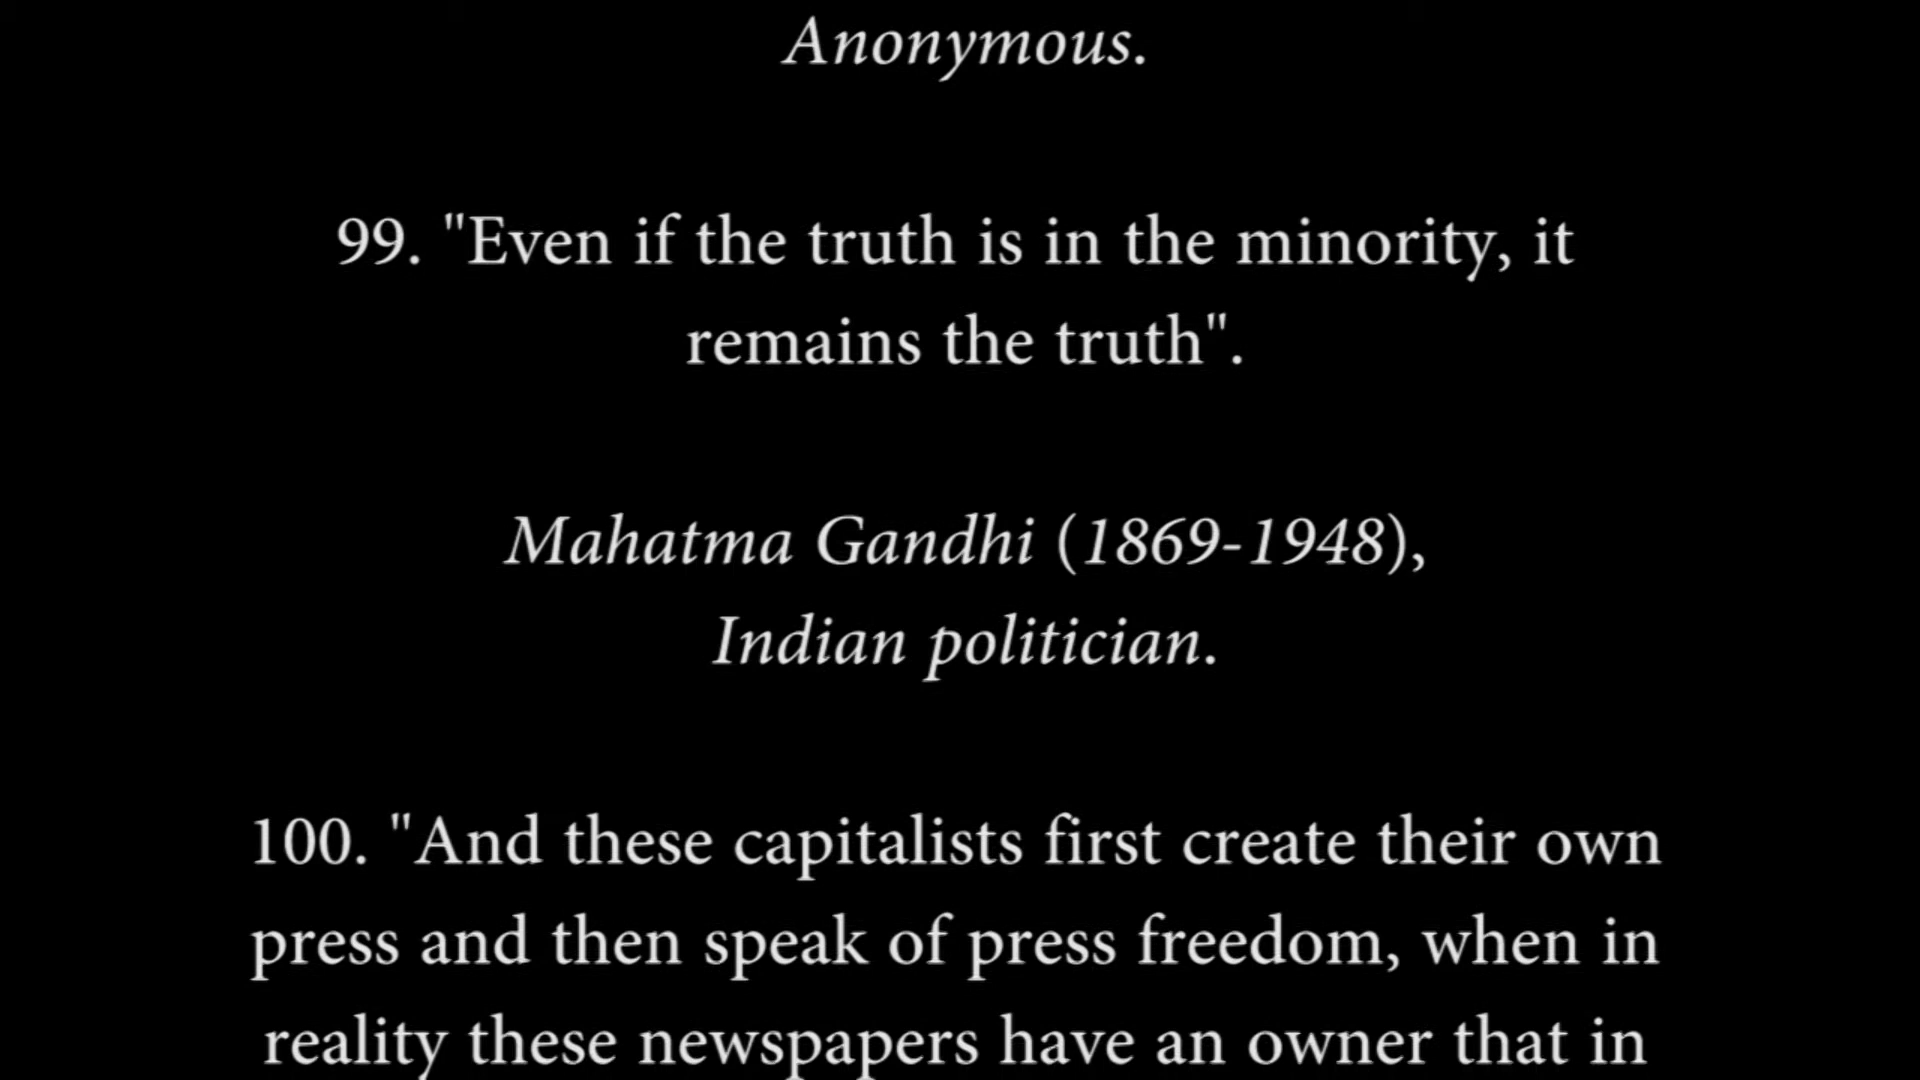 Anonymous.
99. "Even if the truth is in the minority, it
remains the truth".
Mahatma Gandhi (1869-1948),
Indian politician.
100. "And these capitalists first create their own
press and then speak of press freedom, when in
reality these newspapers have an owner that in